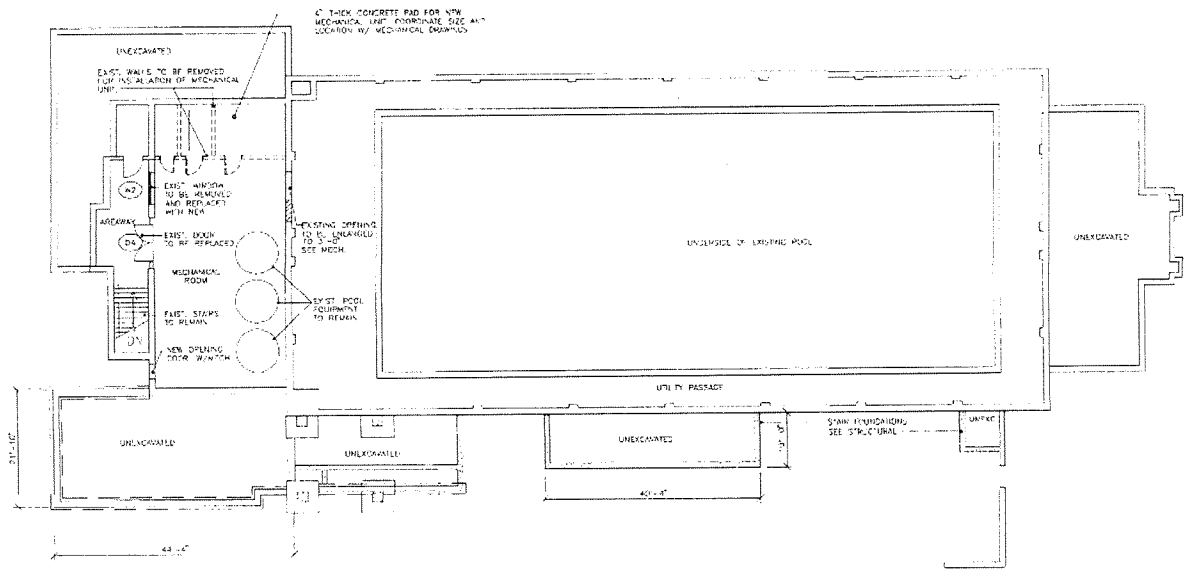 4" THICK CONCRETE PAD FOR NEW
MECHANICAL UNIT. COORDINATE SIZE AND
LOCATION W/ MECHANICAL DRAWINGS
UNEXCAVATED
EXIST. WALLS TO BE REMOVED
FOR INSTALLATION OF MECHANICAL
UNIT.
EXIST. WINDOW
TO BE REMOVED
AND REPLACED
WITH NEW
AREAWAY
D4
EXIST. DOOR
TO BE REPLACED
EXISTING OPENING
TO BE ENLARGED
TO
SEE MECH.
MECHANICAL
ROOM
EXIST. POOL
EQUIPMENT
TO REMAIN
EXIST. STAIRS
TO REMAIN
DN
NEW OPENING
DOOR
UNDERSIDE OF EXISTING POOL
UNEXCAVATED
UTILITY PASSAGE
UNEXCAVATED
UNEXCAVATED
UNEXCAVATED
STAIR FOUNDATIONS
SEE STRUCTURAL
UNEXC